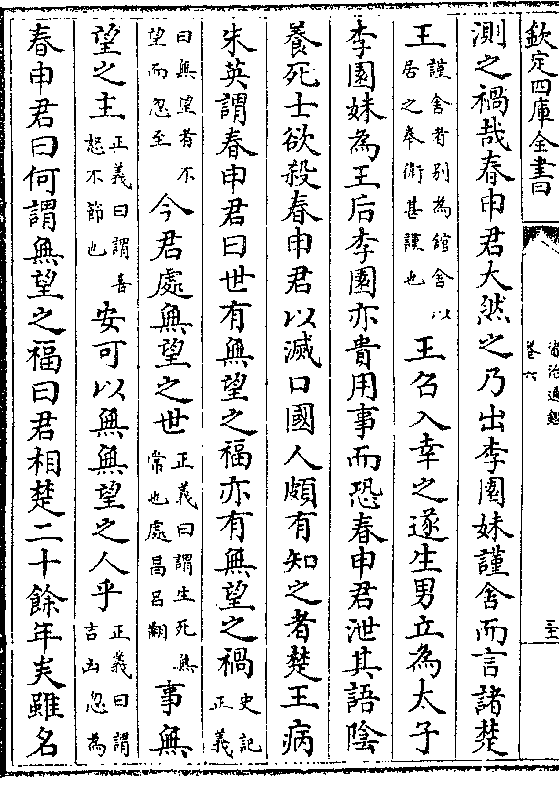 欽定四庫全書
資治通鑑
卷六
測之禍哉春申君大然之乃出李園妹謹舍而言諸楚
王謹舍者别為館舍以居之奉衛甚謹也王召入幸之遂生男立為太子
李園妹為王后李園亦貴用事而恐春申君泄其語隂
養死士欲殺春申君以滅口國人頗有知之者楚王病
朱英謂春申君曰世有無望之福亦有無望之禍史記正義
曰無望者不望而忽至今君處無望之世正義曰謂生死無常也處昌呂翻事無
望之主正義曰謂喜怒不節也安可以無無望之人乎正義曰謂吉凶忽為
春申君曰何謂無望之福曰君相楚二十餘年矣雖名